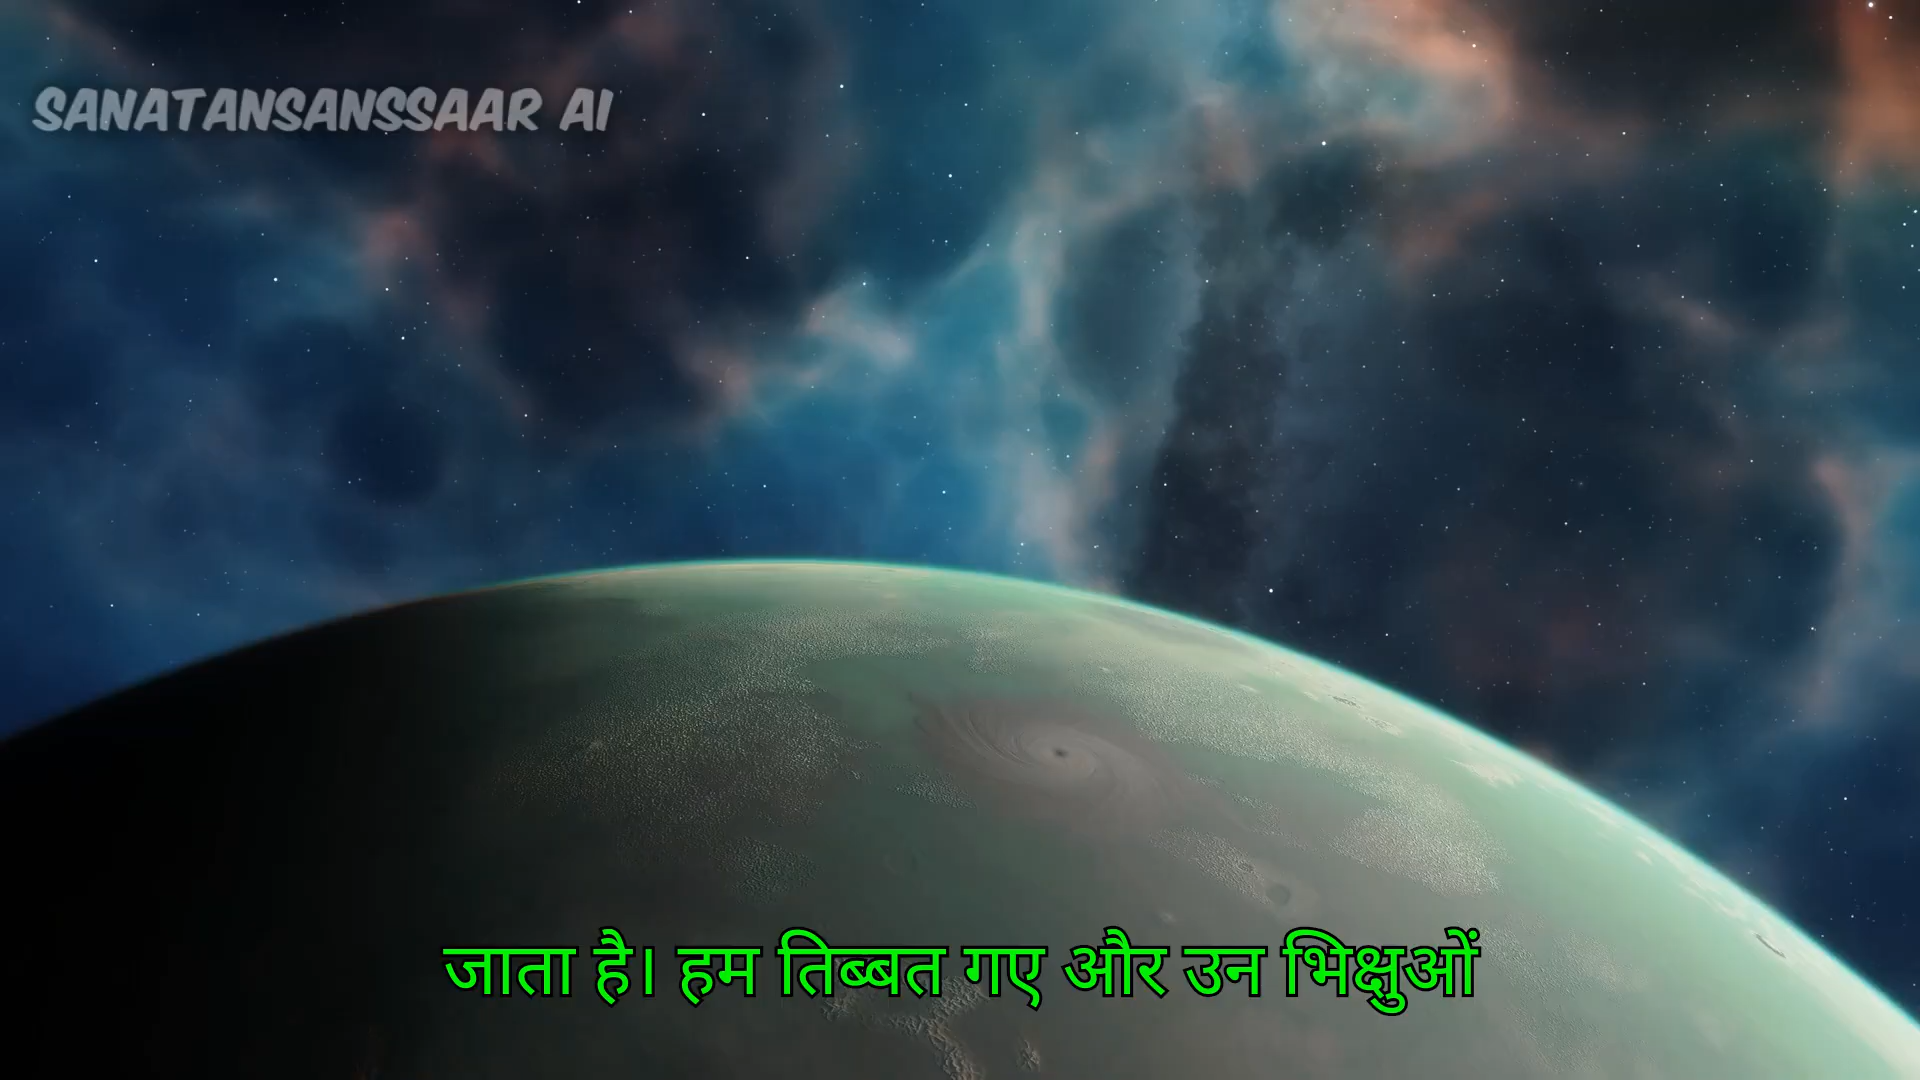 SANATANSANSSAAR AI
जाता है। हम तिब्बत गए और उन भिक्षुओं